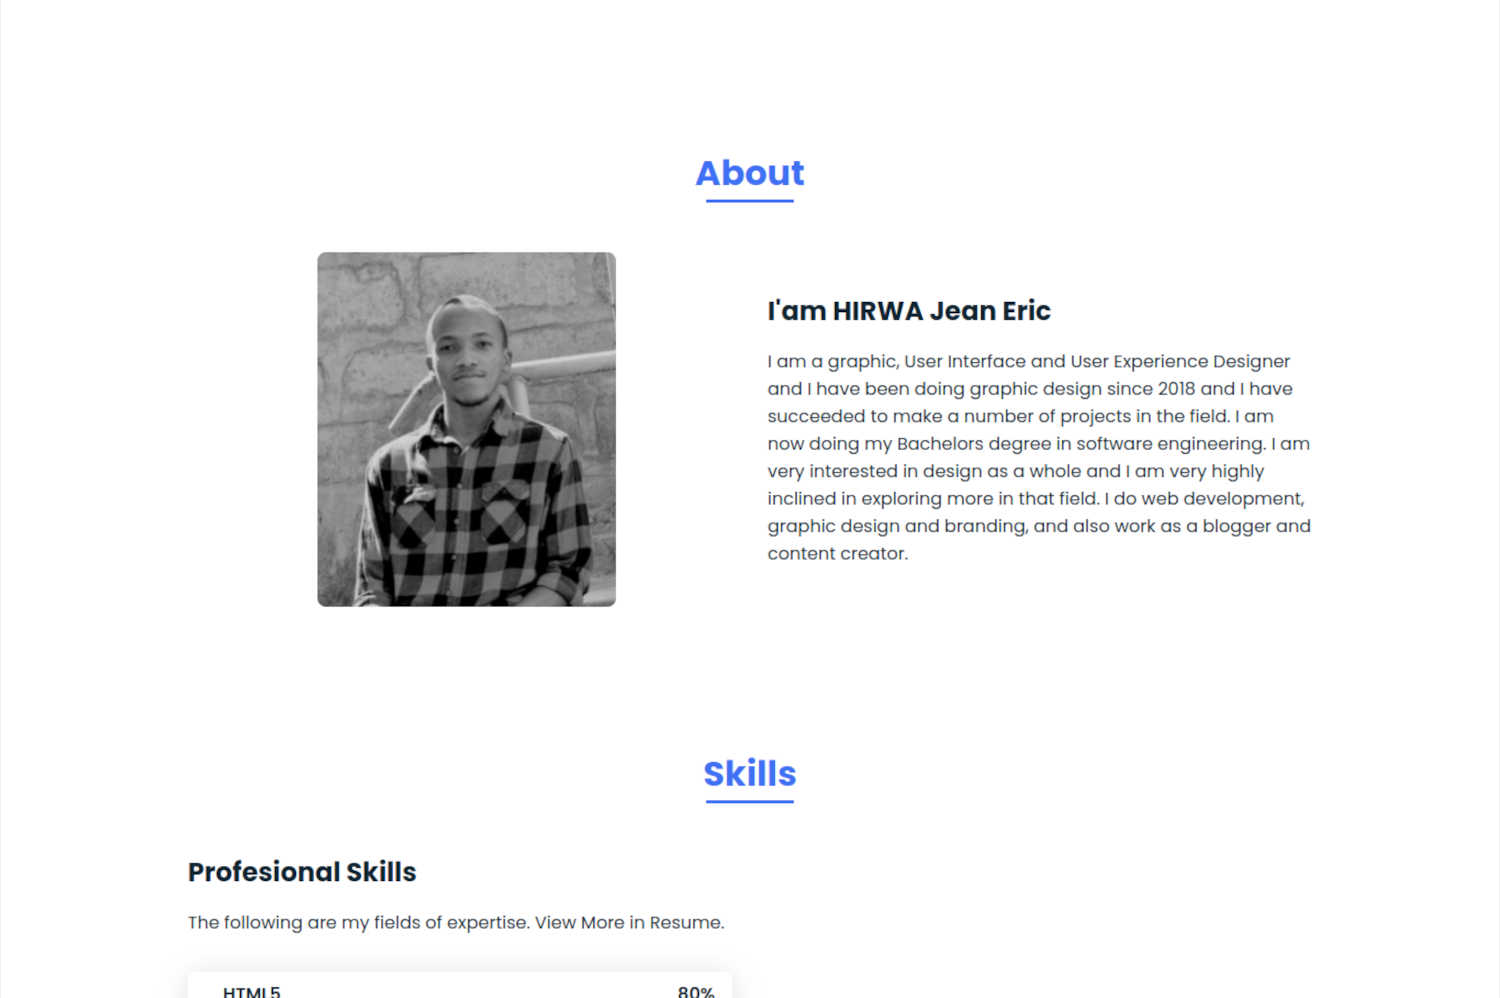 About
I'am HIRWA Jean Eric
I am a graphic, User Interface and User Experience Designer
and I have been doing graphic design since 2018 and I have
succeeded to make a number of projects in the field. I am
now doing my Bachelors degree in software engineering. I am
very interested in design as a whole and I am very highly
inclined in exploring more in that field. I do web development,
graphic design and branding, and also work as a blogger and
content creator.
Skills
Profesional Skills
The following are my fields of expertise. View More in Resume.
HTML5 80%